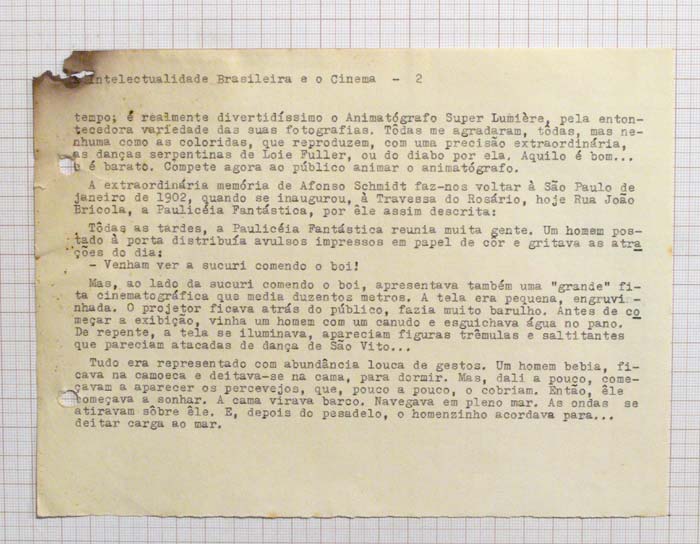 Intelectualidade Brasileira e o Cinema - 2
tempo; é realmente divertidíssimo o Animatógrafo Super Lumière, pela enton-
tecedora variedade das suas fotografias. Tôdas me agradaram, tôdas, mas ne-
nhuma como as coloridas, que reproduzem, com uma precisão extraordinária,
as danças serpentinas de Loie Fuller, ou do diabo por ela. Aquilo é bom...
e é barato. Compete agora ao público animar o animatógrafo.
A extraordinária memória de Afonso Schmidt faz-nos voltar à São Paulo de
janeiro de 1902, quando se inaugurou, à Travessa do Rosário, hoje Rua João
Bricola, a Paulicéia Fantástica, por êle assim descrita:
Tôdas as tardes, a Paulicéia Fantástica reunia muita gente. Um homem pos-
tado à porta distribuía avulsos impressos em papel de côr e gritava as atra
ções do dia:
- Venham ver a sucuri comendo o boi!
Mas, ao lado da sucuri comendo o boi, apresentava também uma "grande" fi-
ta cinematográfica que media duzentos metros. A tela era pequena, engruvi-
nhada. O projetor ficava atrás do público, fazia muito barulho. Antes de co
meçar a exibição, vinha um homem com um canudo e esguichava água no pano.
De repente, a tela se iluminava, apareciam figuras trêmulas e saltitantes
que pareciam atacadas de dança de São Vito...
Tudo era representado com abundância louca de gestos. Um homem bebia, fi-
cava na camoeca e deitava-se na cama, para dormir. Mas, dali a pouco, come-
çavam a aparecer os percevejos, que, pouco a pouco, o cobriam. Então, êle
começava a sonhar. A cama virava barco. Navegava em pleno mar. As ondas se
atiravam sôbre êle. E, depois do pesadelo, o homenzinho acordava para...
deitar carga ao mar.